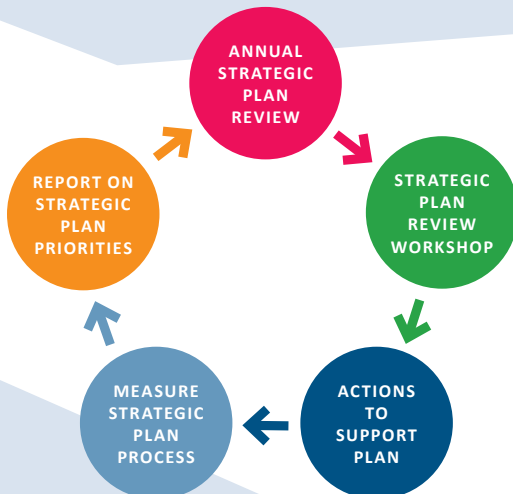 ANNUAL
STRATEGIC
PLAN
REVIEW
STRATEGIC
PLAN
REVIEW
WORKSHOP
ACTIONS
TO
SUPPORT
PLAN
MEASURE
STRATEGIC
PLAN
PROCESS
REPORT ON
STRATEGIC
PLAN
PRIORITIES